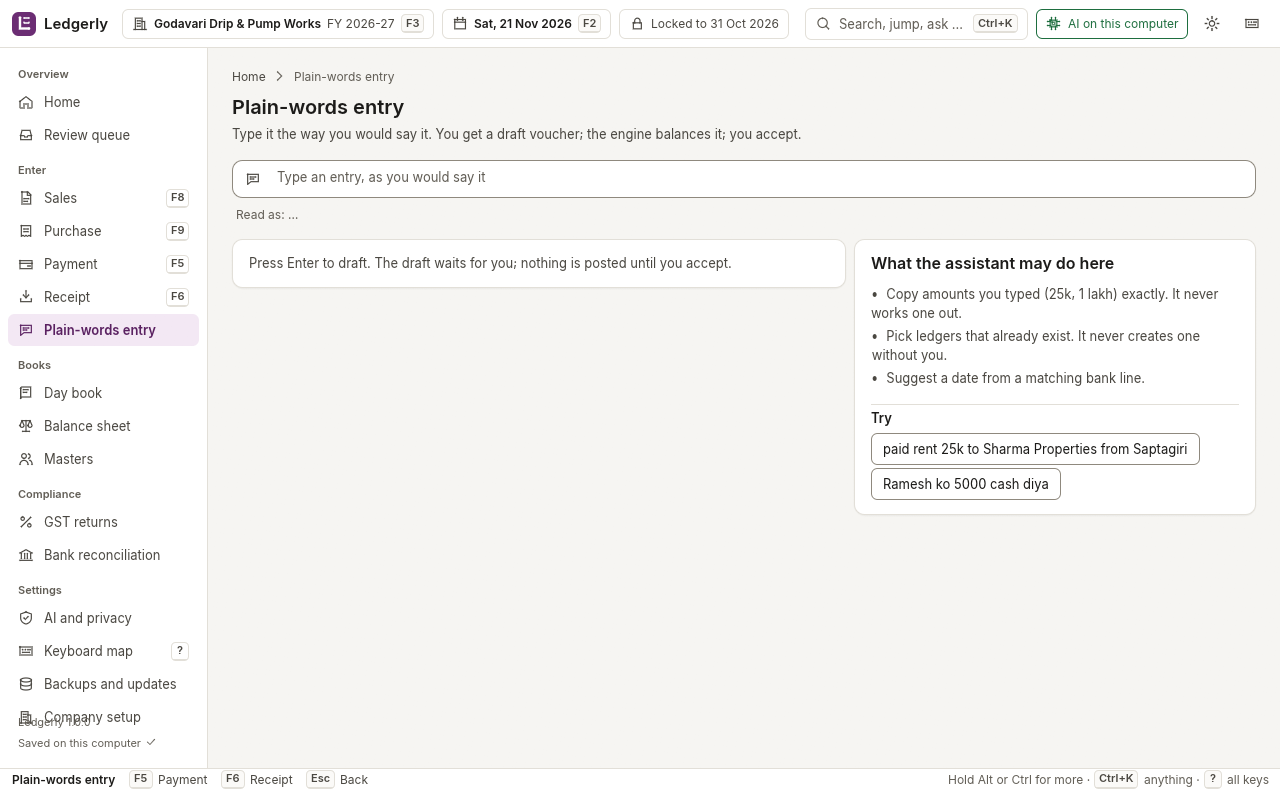 Ledgerly
Godavari Drip & Pump Works FY 2026-27 F3
Sat, 21 Nov 2026 F2
Locked to 31 Oct 2026
Search, jump, ask ... Ctrl+K
AI on this computer
Overview
Home
Review queue
Enter
Sales F8
Purchase F9
Payment F5
Receipt F6
Plain-words entry
Books
Day book
Balance sheet
Masters
Compliance
GST returns
Bank reconciliation
Settings
AI and privacy
Keyboard map ?
Backups and updates
Company setup
Ledgerly
Saved on this computer
Home > Plain-words entry
Plain-words entry
Type it the way you would say it. You get a draft voucher; the engine balances it; you accept.
Type an entry, as you would say it
Read as: ...
Press Enter to draft. The draft waits for you; nothing is posted until you accept.
What the assistant may do here
• Copy amounts you typed (25k, 1 lakh) exactly. It never
works one out.
• Pick ledgers that already exist. It never creates one
without you.
• Suggest a date from a matching bank line.
Try
paid rent 25k to Sharma Properties from Saptagiri
Ramesh ko 5000 cash diya
Plain-words entry F5 Payment F6 Receipt Esc Back
Hold Alt or Ctrl for more · Ctrl+K anything · ? all keys